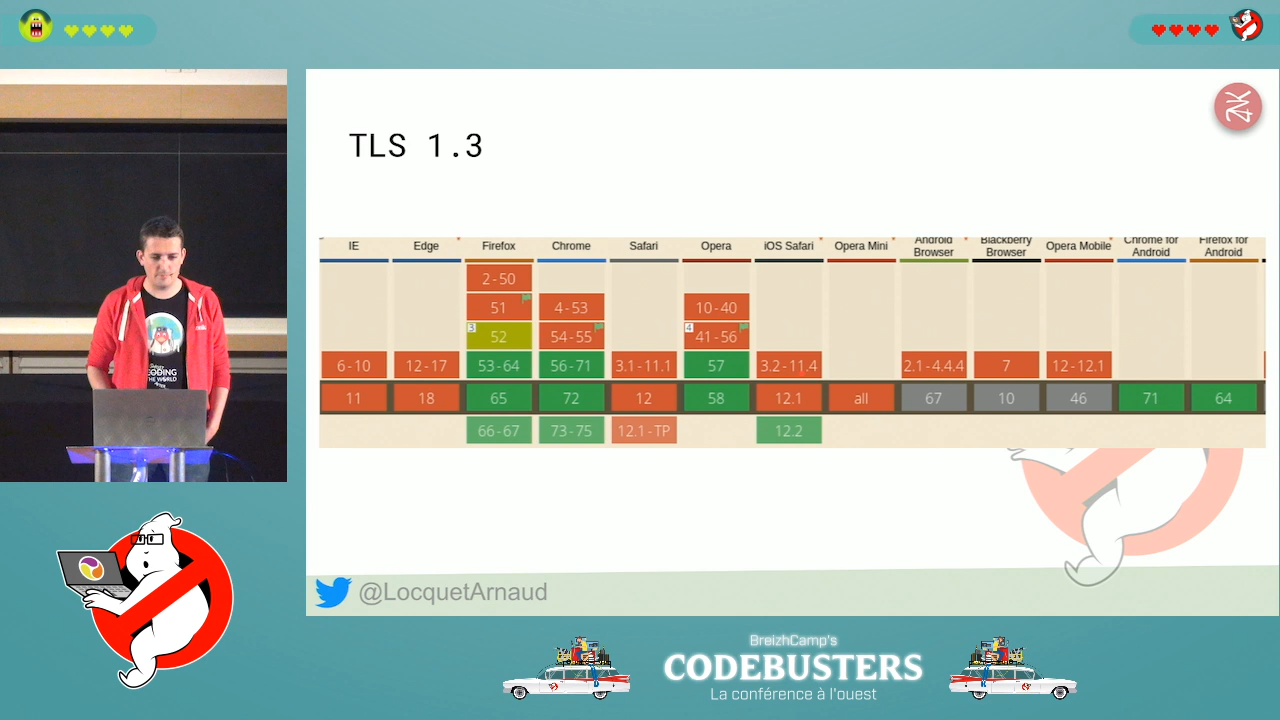 TLS 1.3
IE Edge Firefox Chrome Safari Opera iOS Safari Opera Mini Android Browser Blackberry Browser Opera Mobile Chrome for Android Firefox for Android
2-50
51 4-53 10-40
3 52 54-55 4 41-56
6-10 12-17 53-64 56-71 3.1-11.1 57 3.2-11.4 2.1-4.4.4 7 12-12.1
11 18 65 72 12 58 12.1 all 67 10 46 71 64
66-67 73-75 12.1-TP 12.2
CODING
THE WORLD
@LocquetArnaud
BreizhCamp's
CODEBUSTERS
La conférence à l'ouest